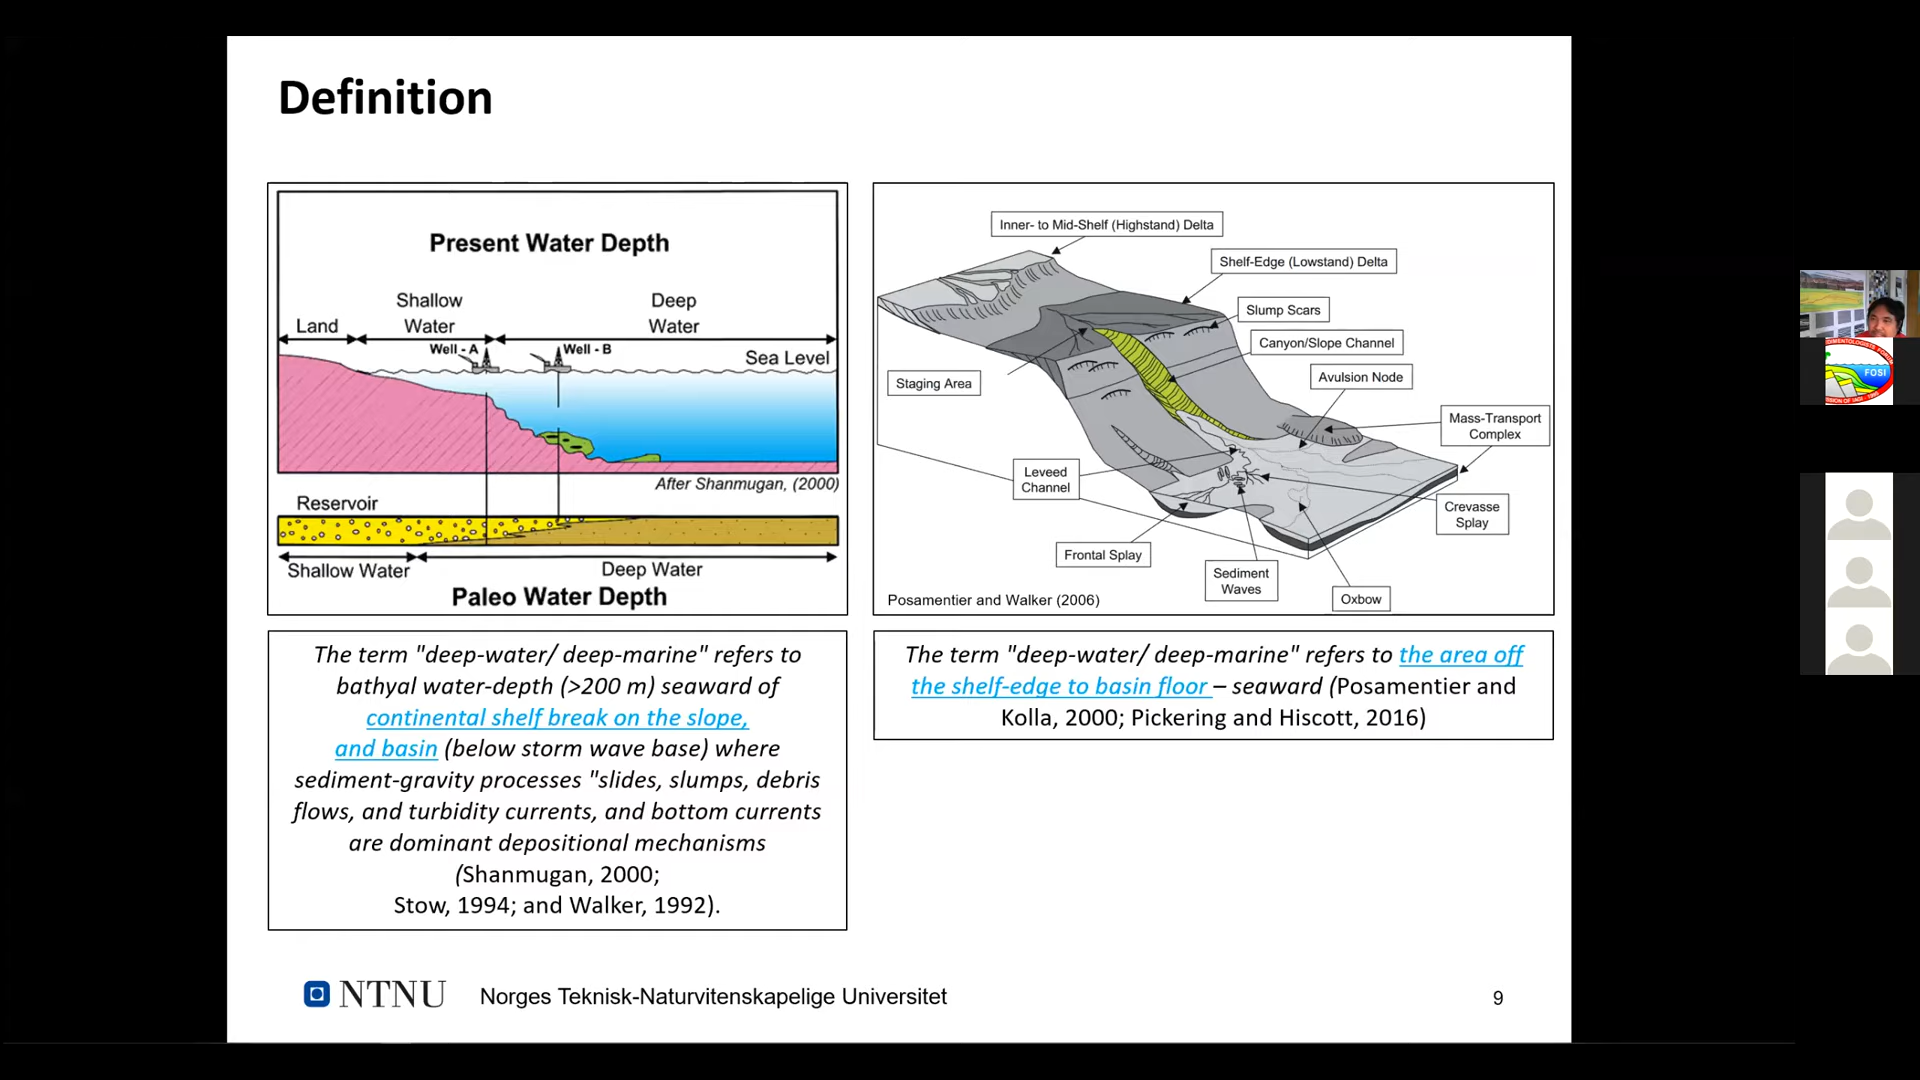 Definition
Present Water Depth
Shallow
Water
Deep
Water
Land
Well - A
Well - B
Sea Level
After Shanmugan, (2000)
Reservoir
Shallow Water
Deep Water
Paleo Water Depth
Inner- to Mid-Shelf (Highstand) Delta
Shelf-Edge (Lowstand) Delta
Slump Scars
Canyon/Slope Channel
Avulsion Node
Staging Area
Mass-Transport
Complex
Leveed
Channel
Crevasse
Splay
Frontal Splay
Sediment
Waves
Oxbow
Posamentier and Walker (2006)
The term "deep-water/ deep-marine" refers to
bathyal water-depth (>200 m) seaward of
continental shelf break on the slope,
and basin (below storm wave base) where
sediment-gravity processes "slides, slumps, debris
flows, and turbidity currents, and bottom currents
are dominant depositional mechanisms
(Shanmugan, 2000;
Stow, 1994; and Walker, 1992).
The term "deep-water/ deep-marine" refers to the area off
the shelf-edge to basin floor – seaward (Posamentier and
Kolla, 2000; Pickering and Hiscott, 2016)
NTNU
Norges Teknisk-Naturvitenskapelige Universitet
9
FOSI